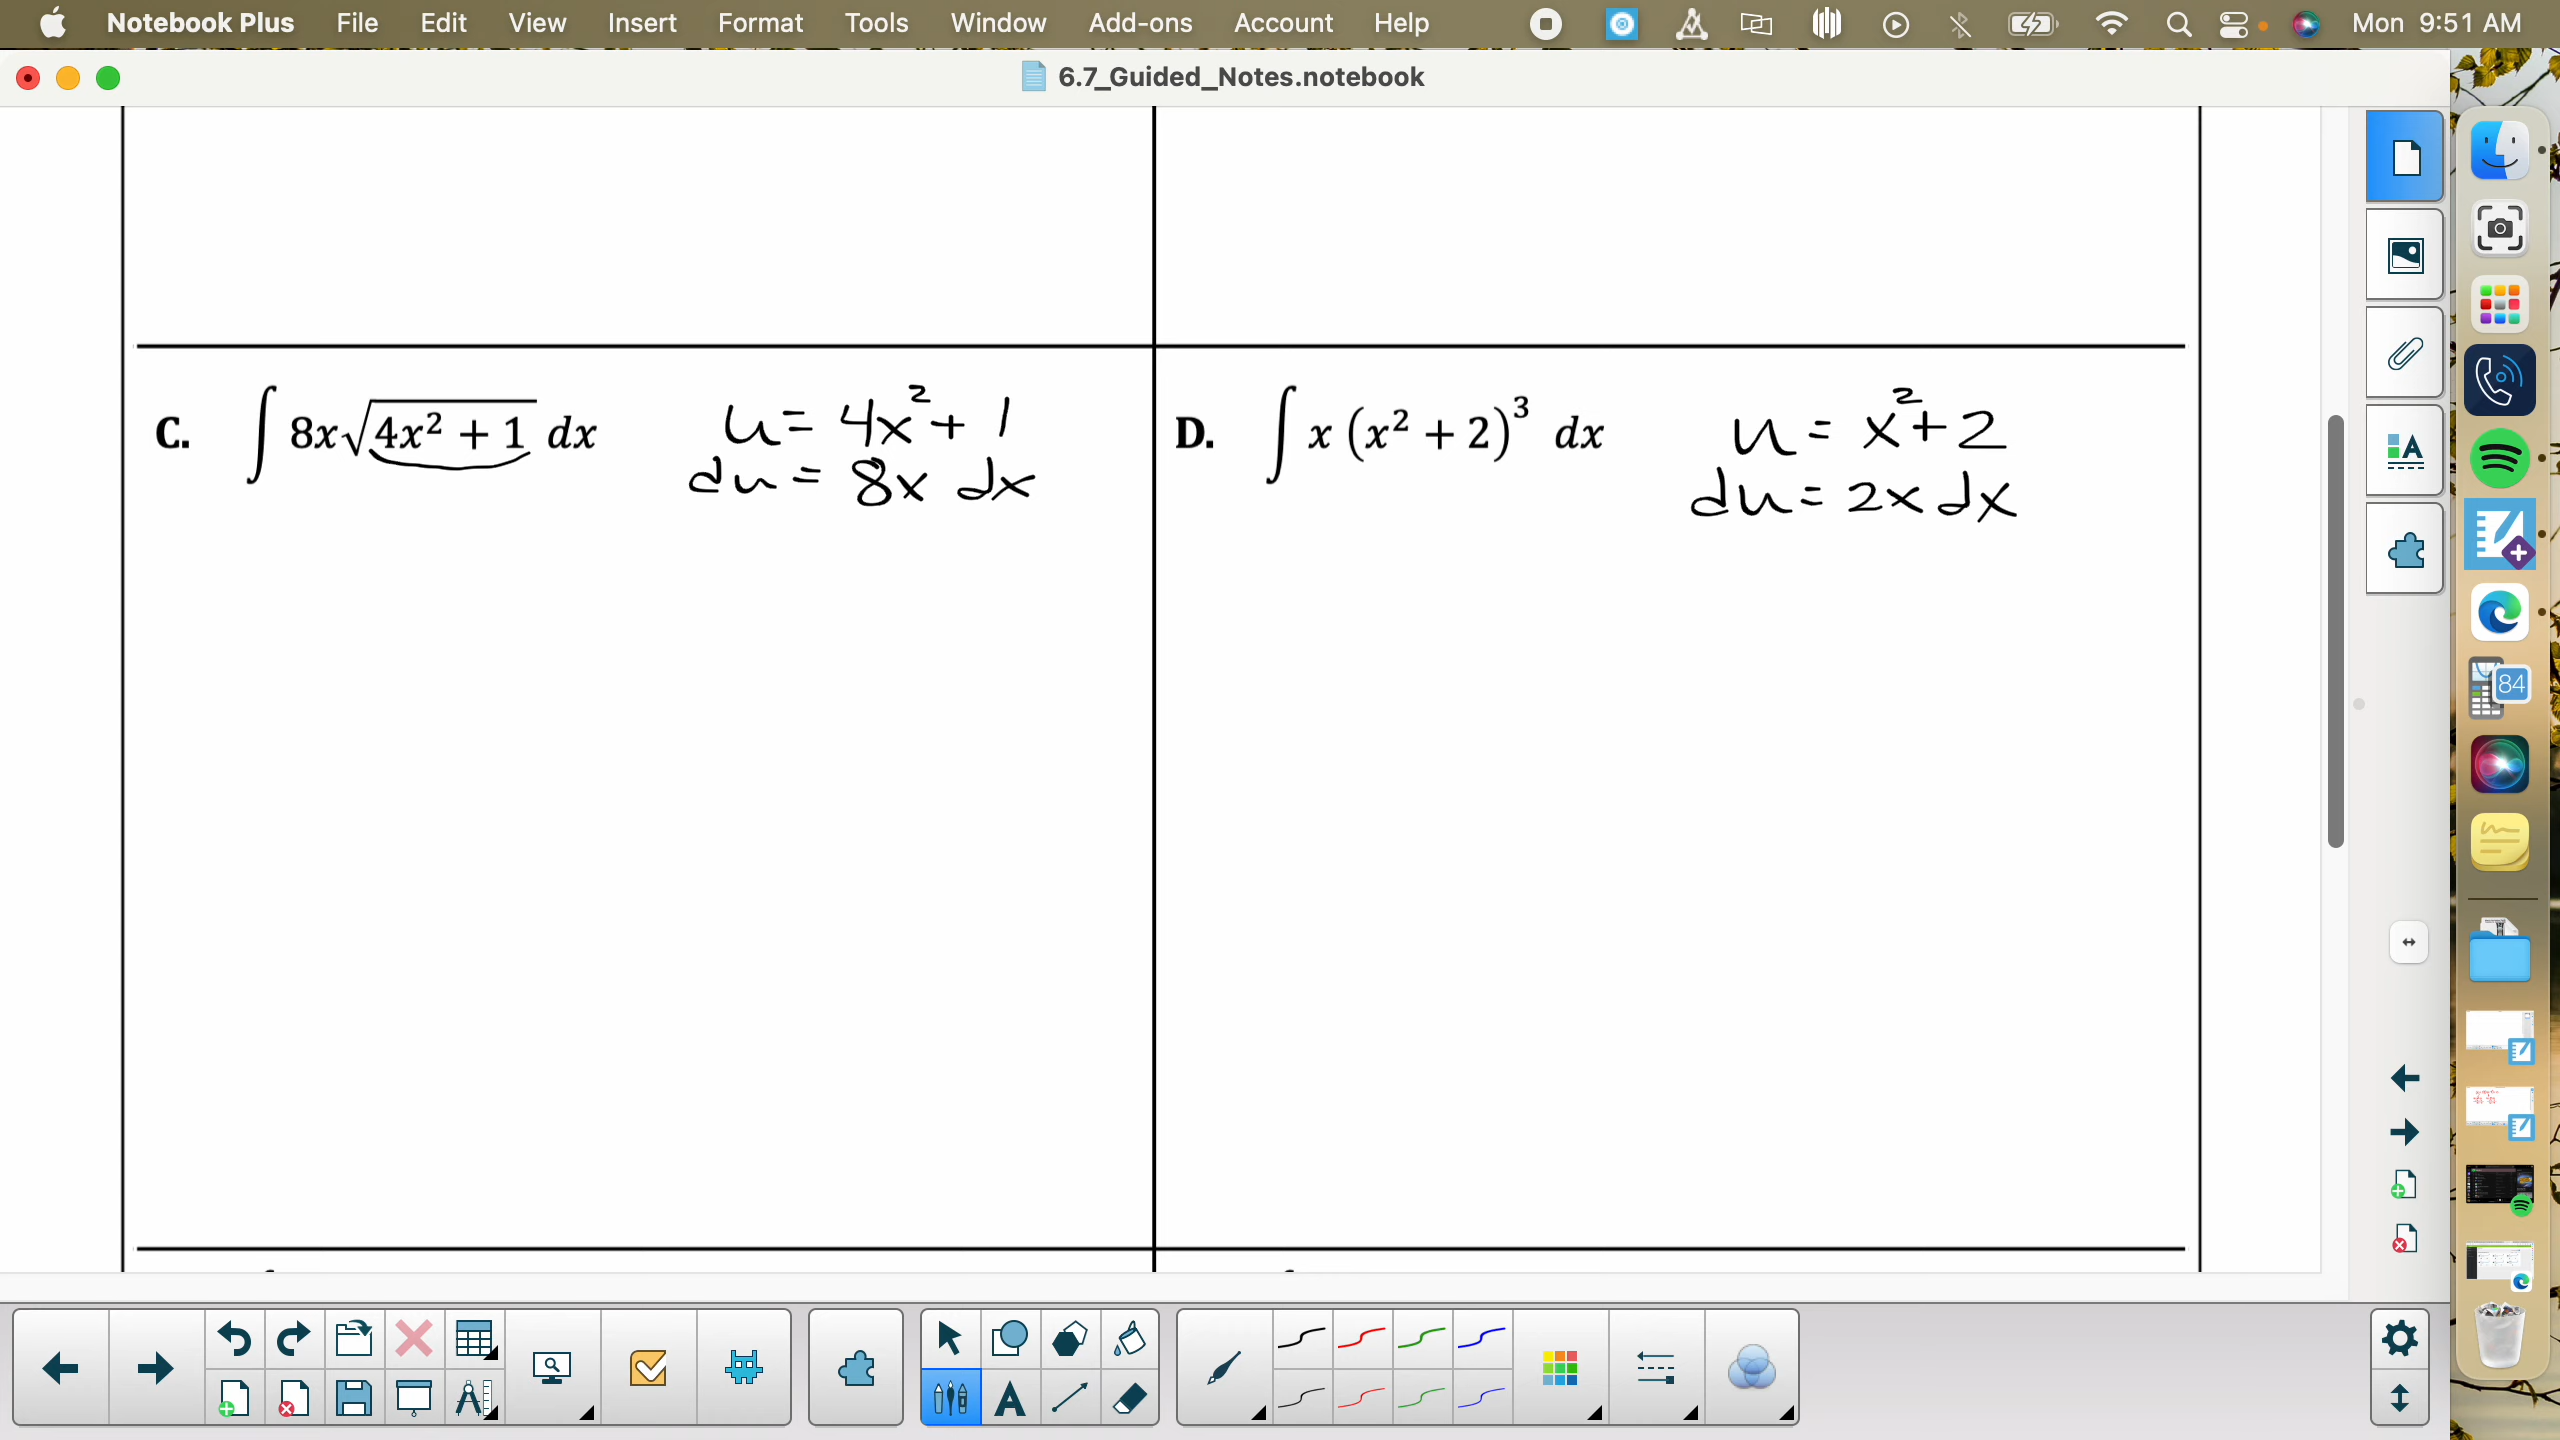 Notebook Plus File Edit View Insert Format Tools Window Add-ons Account Help Mon 9:51 AM
6.7_Guided_Notes.notebook
C. ∫ 8x√(4x² + 1) dx
u = 4x² + 1
du = 8x dx
D. ∫ x (x² + 2)³ dx
u = x² + 2
du = 2x dx
A
84
A